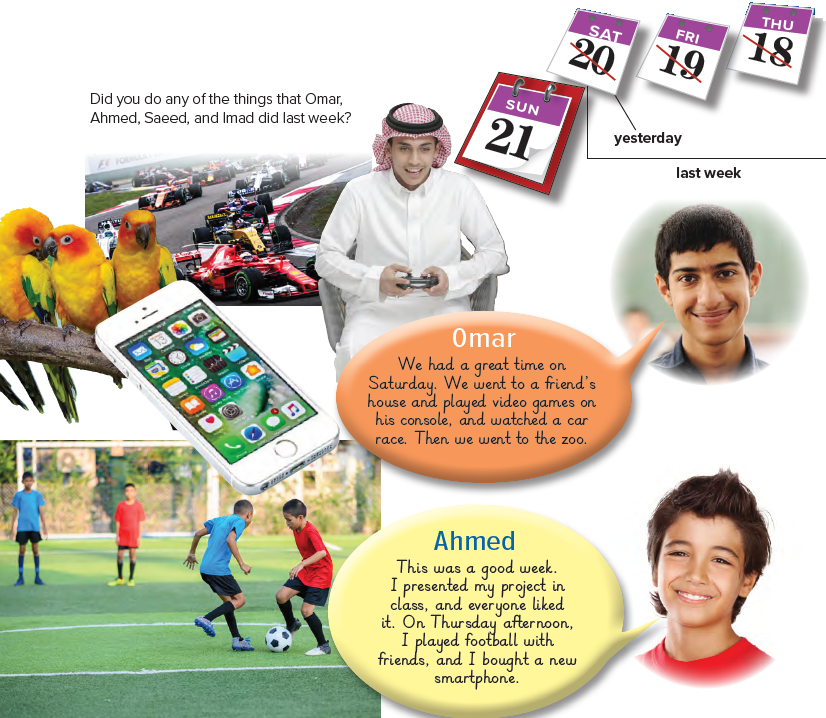 Did you do any of the things that Omar,
Ahmed, Saeed, and Imad did last week?
SUN
21
SAT
20
FRI
19
THU
18
yesterday
last week
Omar
We had a great time on
Saturday. We went to a friend's
house and played video games on
his console, and watched a car
race. Then we went to the zoo.
Ahmed
This was a good week.
I presented my project in
class, and everyone liked
it. On Thursday afternoon,
I played football with
friends, and I bought a new
smartphone.